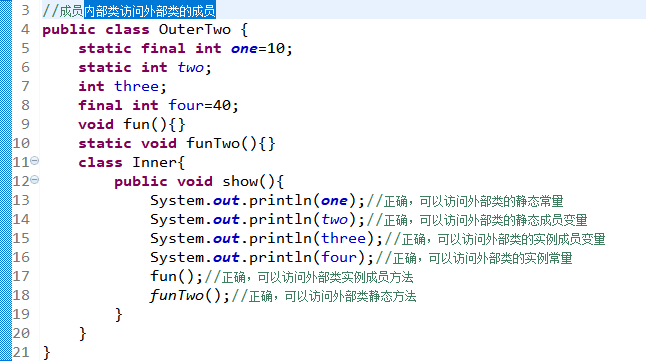 3 //成员内部类访问外部类的成员
4 public class OuterTwo {
5 static final int one=10;
6 static int two;
7 int three;
8 final int four=40;
9 void fun(){}
10 static void funTwo(){}
11 class Inner{
12 public void show(){
13 System.out.println(one);//正确，可以访问外部类的静态常量
14 System.out.println(two);//正确，可以访问外部类的静态成员变量
15 System.out.println(three);//正确，可以访问外部类的实例成员变量
16 System.out.println(four);//正确，可以访问外部类的实例常量
17 fun();//正确，可以访问外部类实例成员方法
18 funTwo();//正确，可以访问外部类静态方法
19 }
20 }
21 }